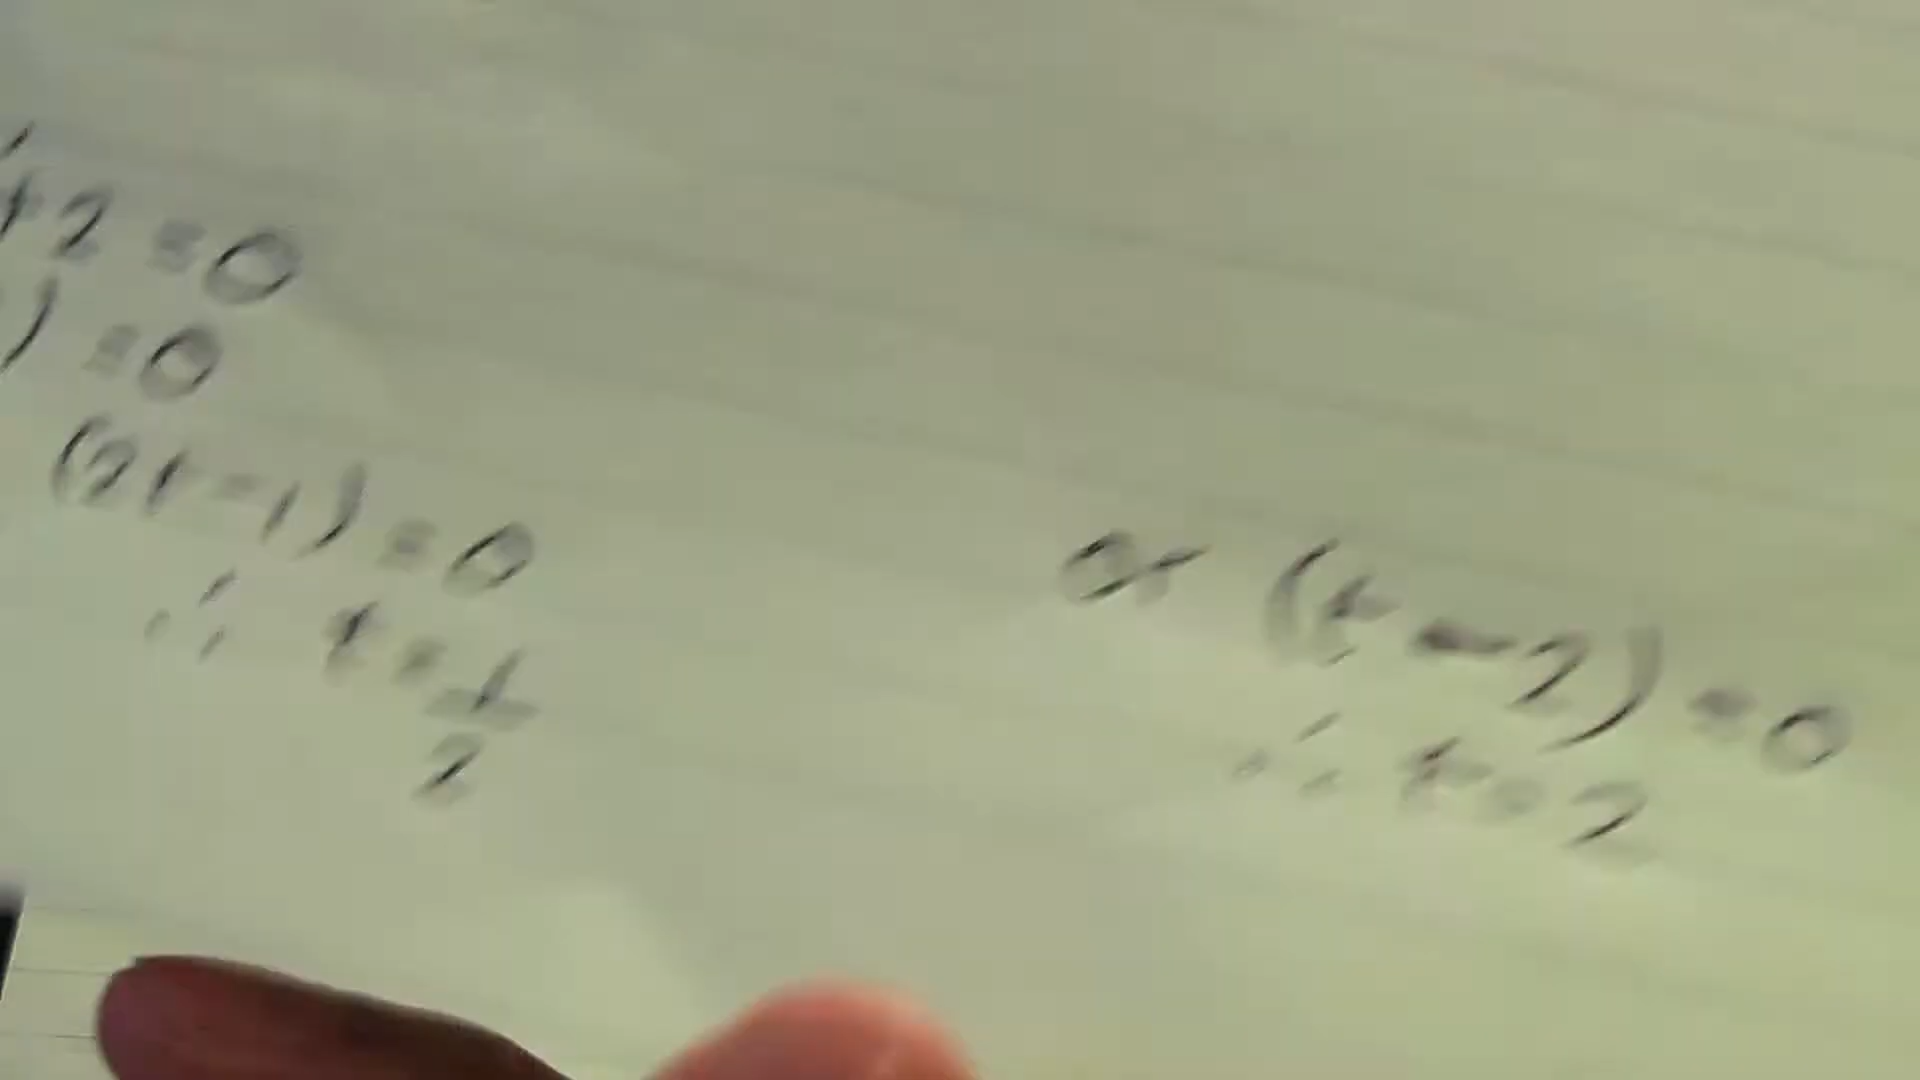 +2 = 0
) = 0
(2t-1) = 0 or (t-2) = 0
∴ t = 1/2 ∴ t = 2